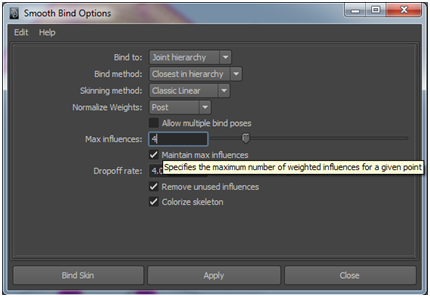 Smooth Bind Options
Edit Help
Bind to: Joint hierarchy
Bind method: Closest in hierarchy
Skinning method: Classic Linear
Normalize Weights: Post
Allow multiple bind poses
Max influences: 4
Maintain max influences
Specifies the maximum number of weighted influences for a given point
Dropoff rate:
Remove unused influences
Colorize skeleton
Bind Skin Apply Close